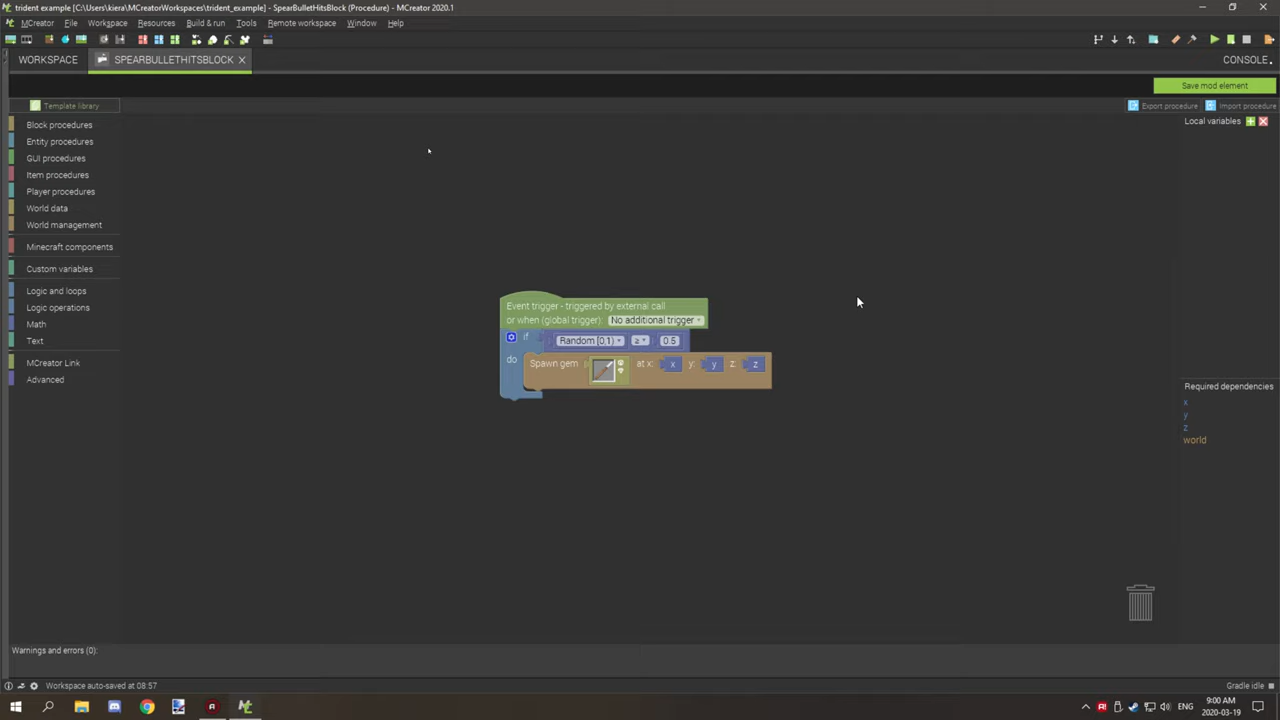 trident example [C:\Users\kiera\MCreatorWorkspaces\trident_example] - SpearBulletHitsBlock (Procedure) - MCreator 2020.1
MCreator File Edit Workspace Resources Build & run Tools Remote workspace Window Help
WORKSPACE SPEARBULLETHITSBLOCK CONSOLE
Save mod element
Template library Export procedure Import procedure
Local variables
Block procedures
Entity procedures
GUI procedures
Item procedures
Player procedures
World data
World management
Minecraft components
Custom variables
Logic and loops
Logic operations
Math
Text
MCreator Link
Advanced
Event trigger - triggered by external call
or when (global trigger): No additional trigger
if Random [0,1) ≥ 0.5
do Spawn gem at x: x y: y z: z
Required dependencies
x
y
z
world
Warnings and errors (0):
Workspace auto-saved at 08:57 Gradle idle
ENG 9:00 AM
2020-03-19